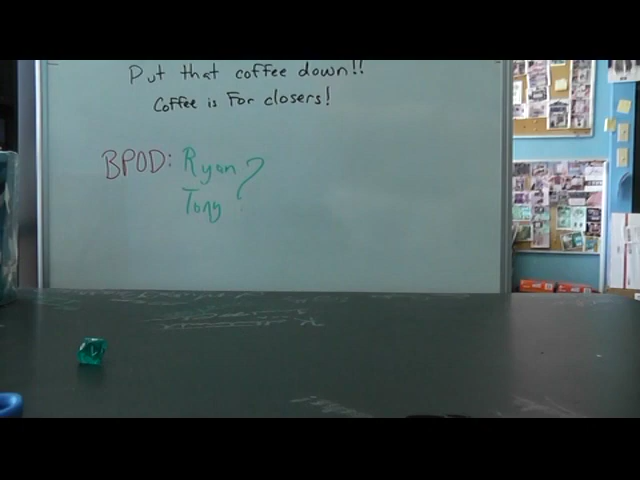 Put that coffee down!!
Coffee is For closers!
BPOD: Ryan ?
Tony